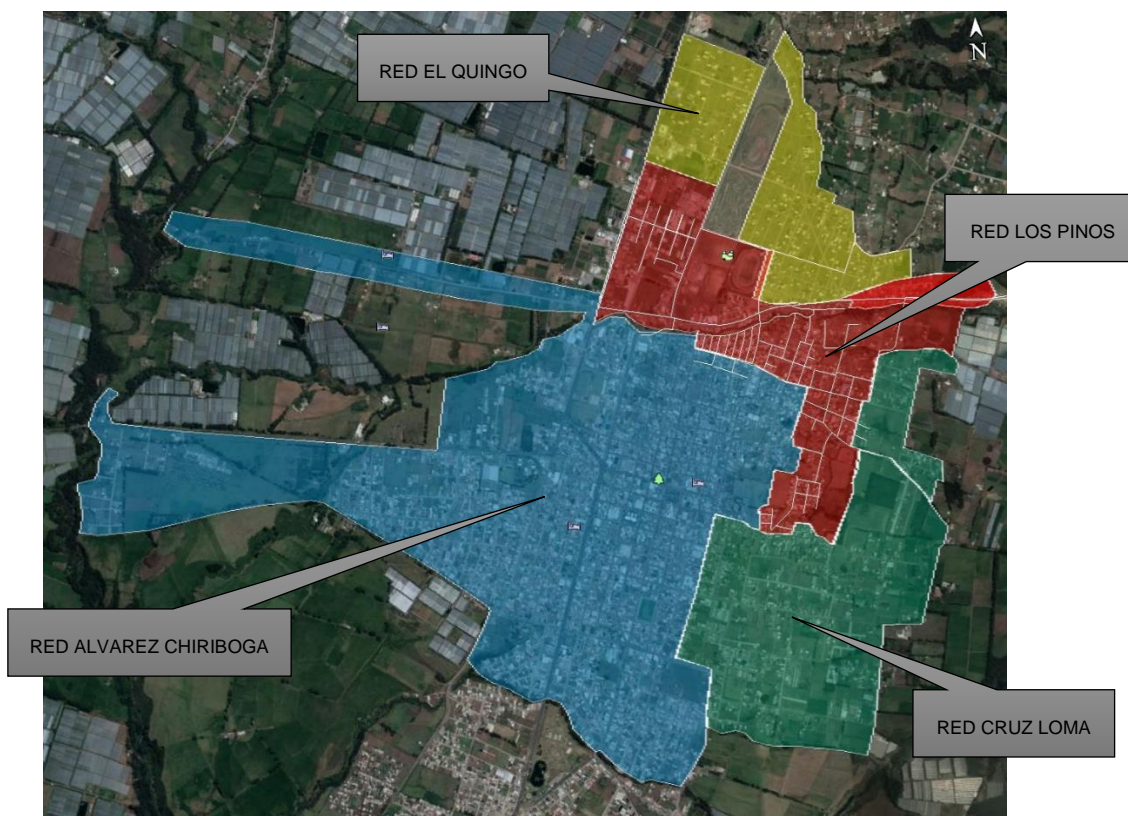 N
RED EL QUINGO
RED LOS PINOS
RED ALVAREZ CHIRIBOGA
RED CRUZ LOMA